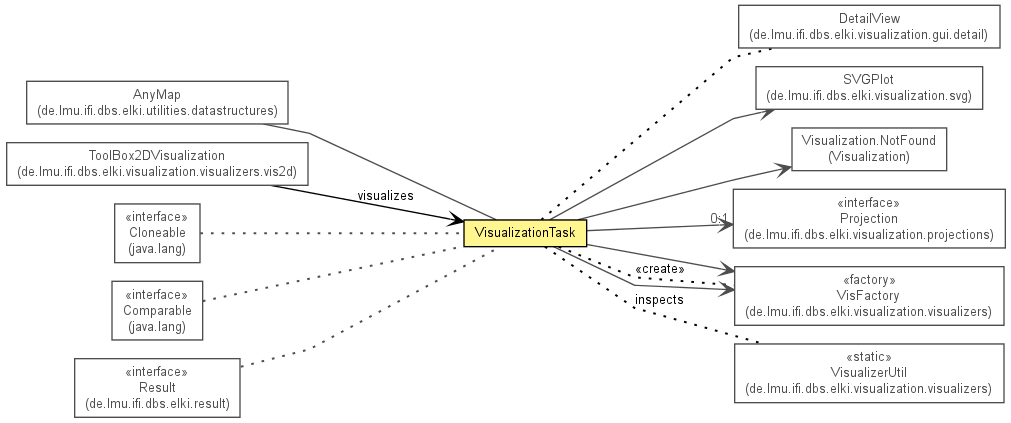 DetailView
(de.lmu.ifi.dbs.elki.visualization.gui.detail)
SVGPlot
(de.lmu.ifi.dbs.elki.visualization.svg)
AnyMap
(de.lmu.ifi.dbs.elki.utilities.datastructures)
Visualization.NotFound
(Visualization)
ToolBox2DVisualization
(de.lmu.ifi.dbs.elki.visualization.visualizers.vis2d)
visualizes
«interface»
Cloneable
(java.lang)
VisualizationTask
0:1
«interface»
Projection
(de.lmu.ifi.dbs.elki.visualization.projections)
«create»
inspects
«factory»
VisFactory
(de.lmu.ifi.dbs.elki.visualization.visualizers)
«interface»
Comparable
(java.lang)
«static»
VisualizerUtil
(de.lmu.ifi.dbs.elki.visualization.visualizers)
«interface»
Result
(de.lmu.ifi.dbs.elki.result)